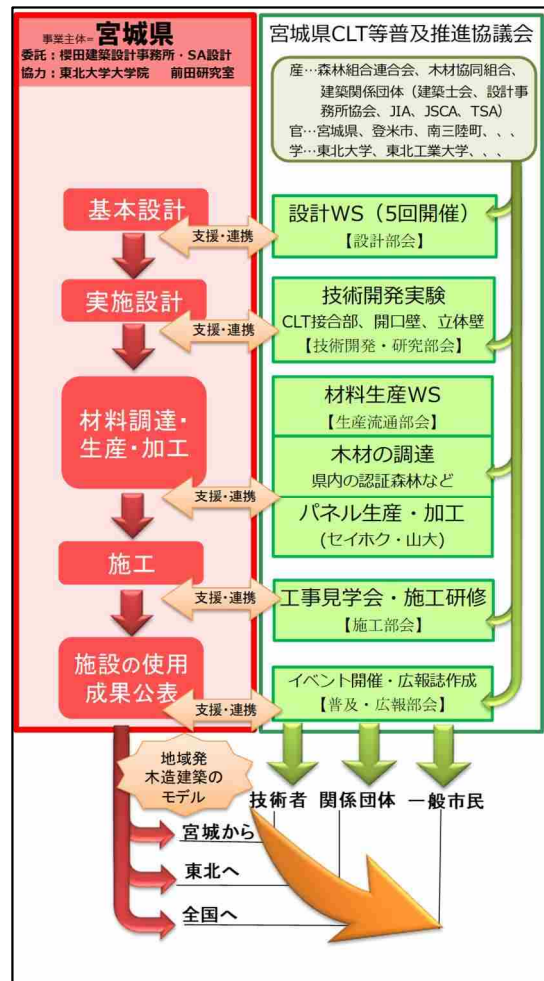 事業主体=宮城県
委託：櫻田建築設計事務所・SA設計
協力：東北大学大学院　前田研究室
基本設計
実施設計
材料調達・
生産・加工
施工
施設の使用
成果公表
支援・連携
支援・連携
支援・連携
支援・連携
支援・連携
宮城県CLT等普及推進協議会
産…森林組合連合会、木材協同組合、
建築関係団体（建築士会、設計事
務所協会、JIA、JSCA、TSA）
官…宮城県、登米市、南三陸町、、、
学…東北大学、東北工業大学、、、
設計WS（5回開催）
【設計部会】
技術開発実験
CLT接合部、開口壁、立体壁
【技術開発・研究部会】
材料生産WS
【生産流通部会】
木材の調達
県内の認証森林など
パネル生産・加工
(セイホク・山大)
工事見学会・施工研修
【施工部会】
イベント開催・広報誌作成
【普及・広報部会】
地域発
木造建築の
モデル
技術者　関係団体　一般市民
宮城から
東北へ
全国へ